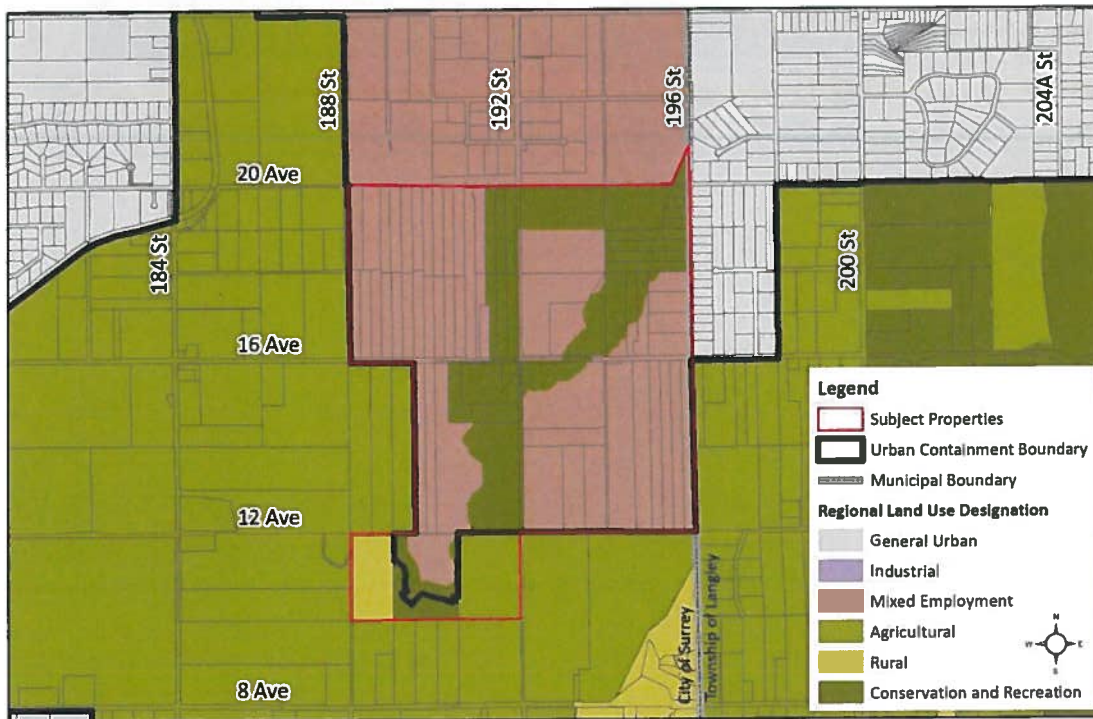 188 St
192 St
196 St
204A St
20 Ave
184 St
200 St
16 Ave
12 Ave
8 Ave
City of Surrey
Township of Langley
Legend
Subject Properties
Urban Containment Boundary
Municipal Boundary
Regional Land Use Designation
General Urban
Industrial
Mixed Employment
Agricultural
Rural
Conservation and Recreation
N
W
E
S